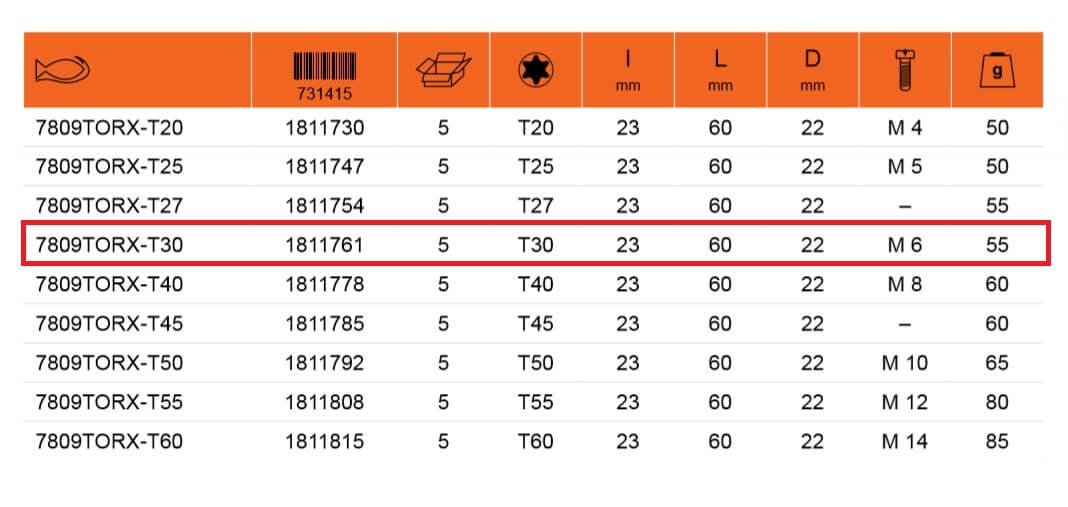 731415 I mm L mm D mm g
7809TORX-T20 1811730 5 T20 23 60 22 M 4 50
7809TORX-T25 1811747 5 T25 23 60 22 M 5 50
7809TORX-T27 1811754 5 T27 23 60 22 – 55
7809TORX-T30 1811761 5 T30 23 60 22 M 6 55
7809TORX-T40 1811778 5 T40 23 60 22 M 8 60
7809TORX-T45 1811785 5 T45 23 60 22 – 60
7809TORX-T50 1811792 5 T50 23 60 22 M 10 65
7809TORX-T55 1811808 5 T55 23 60 22 M 12 80
7809TORX-T60 1811815 5 T60 23 60 22 M 14 85